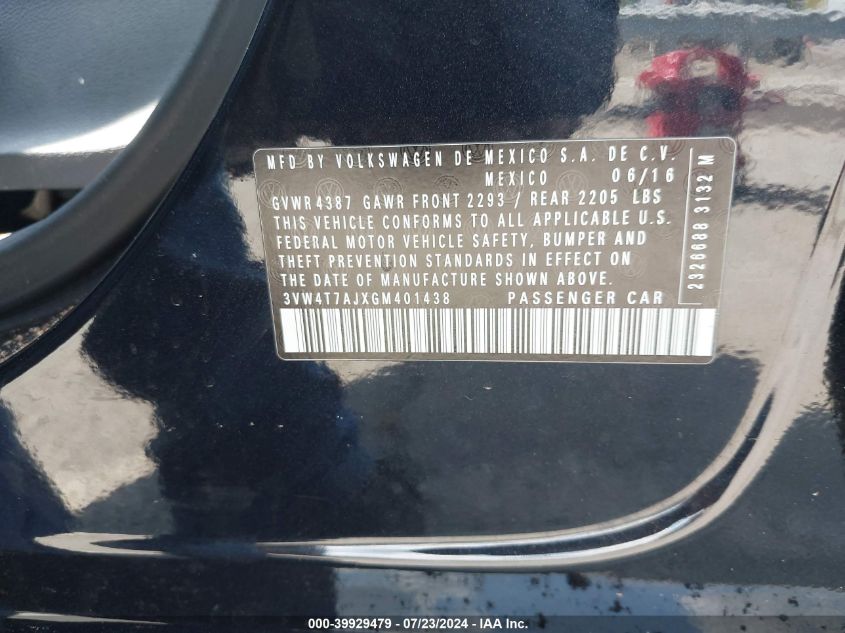 MFD BY VOLKSWAGEN DE MEXICO S.A. DE C.V.
MEXICO 06/16
GVWR 4387 GAWR FRONT 2293 / REAR 2205 LBS
THIS VEHICLE CONFORMS TO ALL APPLICABLE U.S.
FEDERAL MOTOR VEHICLE SAFETY, BUMPER AND
THEFT PREVENTION STANDARDS IN EFFECT ON
THE DATE OF MANUFACTURE SHOWN ABOVE.
3VW4T7AJXGM401438 PASSENGER CAR
2326688 3132 M
000-39929479 - 07/23/2024 - IAA Inc.